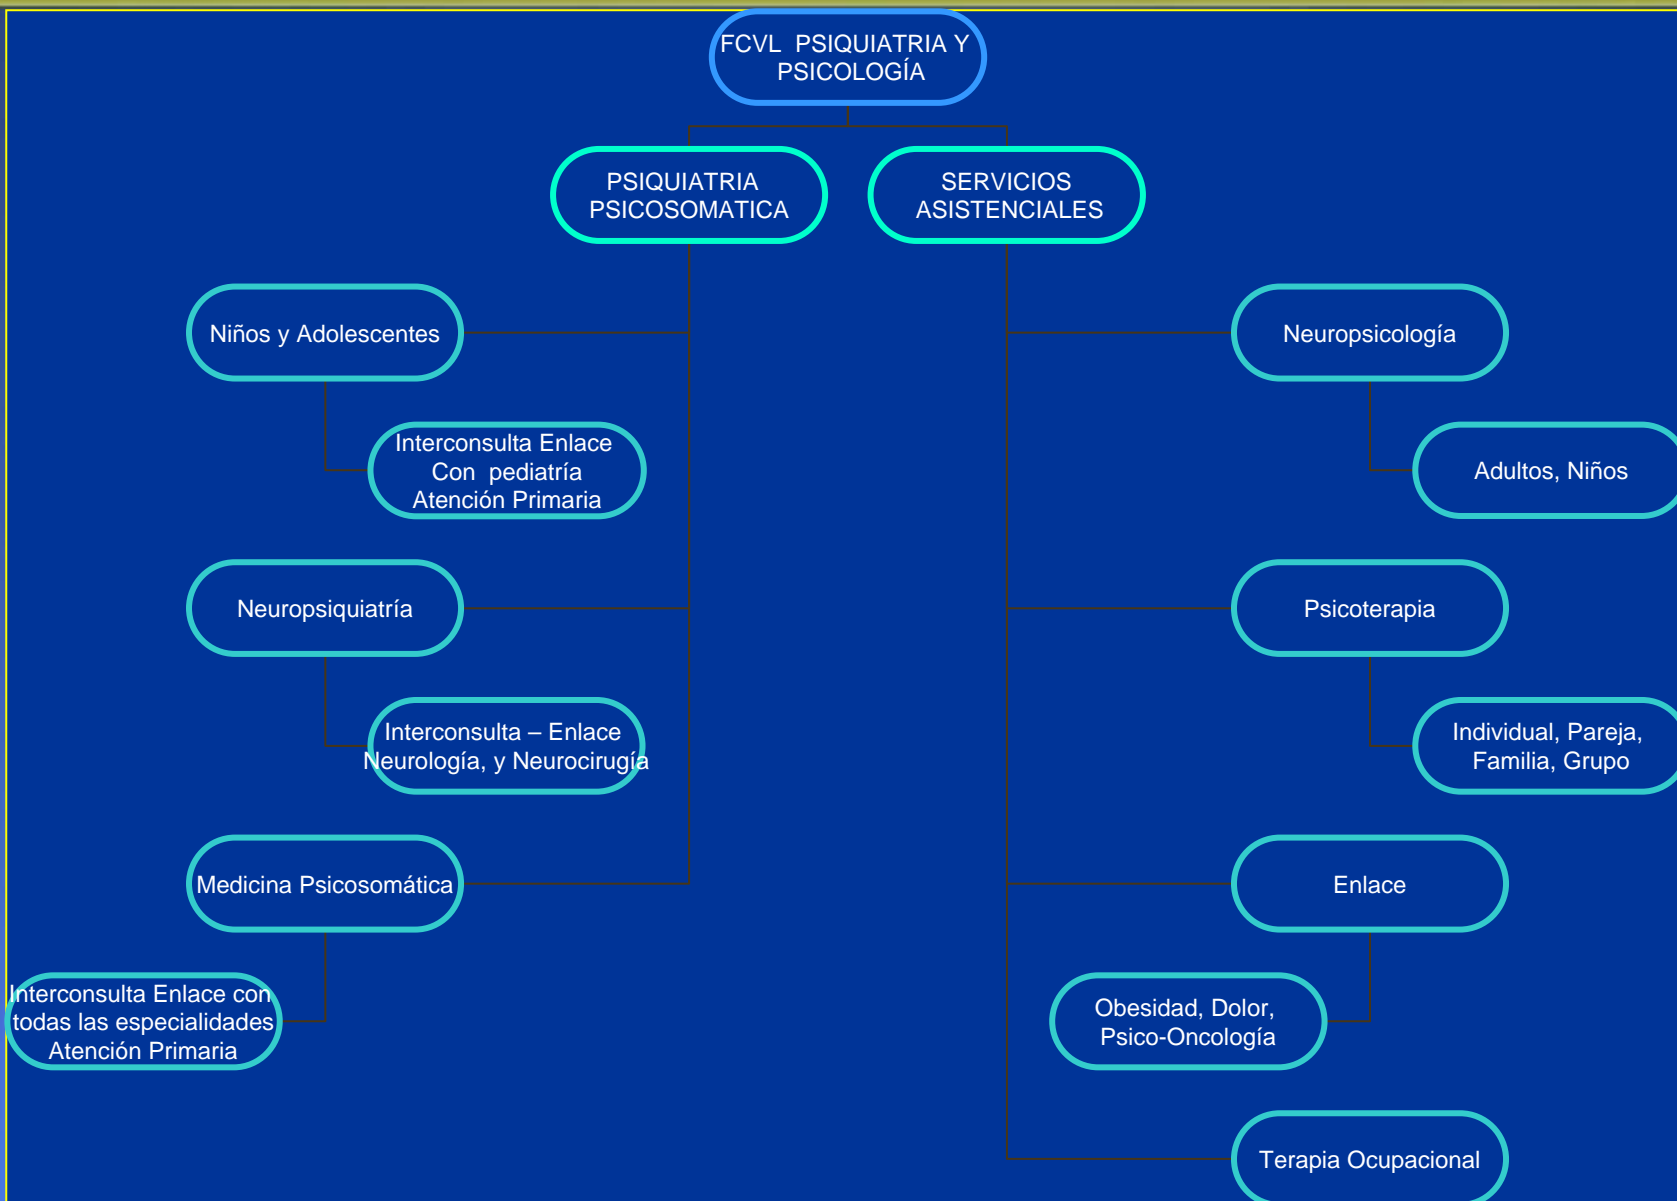 FCVL PSIQUIATRIA Y
PSICOLOGÍA
PSIQUIATRIA
PSICOSOMATICA
SERVICIOS
ASISTENCIALES
Niños y Adolescentes
Neuropsicología
Interconsulta Enlace
Con pediatría
Atención Primaria
Adultos, Niños
Neuropsiquiatría
Psicoterapia
Interconsulta – Enlace
Neurología, y Neurocirugía
Individual, Pareja,
Familia, Grupo
Medicina Psicosomática
Enlace
Interconsulta Enlace con
todas las especialidades
Atención Primaria
Obesidad, Dolor,
Psico-Oncología
Terapia Ocupacional